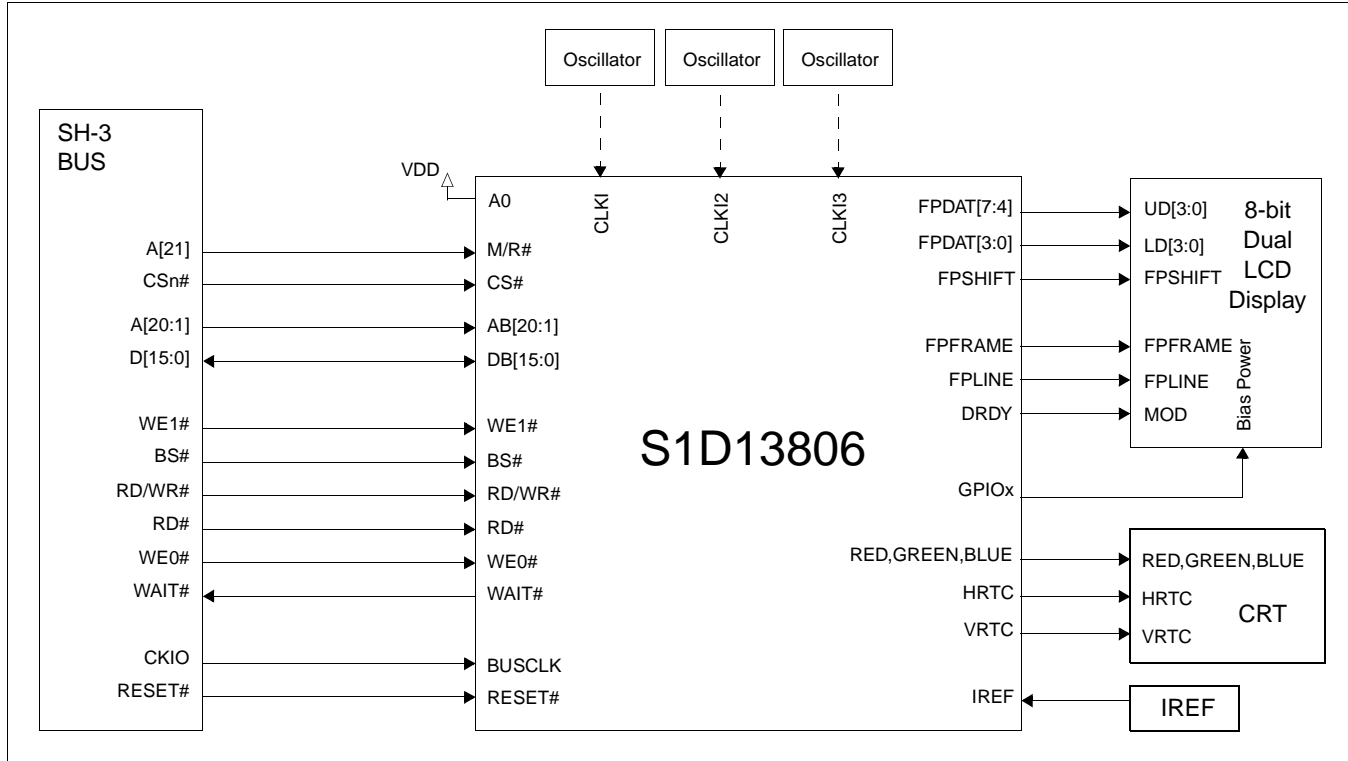 Oscillator
Oscillator
Oscillator
SH-3
BUS
VDD
A0
CLKI
CLKI2
CLKI3
A[21]
CSn#
A[20:1]
D[15:0]
WE1#
BS#
RD/WR#
RD#
WE0#
WAIT#
CKIO
RESET#
M/R#
CS#
AB[20:1]
DB[15:0]
WE1#
BS#
RD/WR#
RD#
WE0#
WAIT#
BUSCLK
RESET#
S1D13806
FPDAT[7:4]
FPDAT[3:0]
FPSHIFT
FPFRAME
FPLINE
DRDY
GPIOx
RED,GREEN,BLUE
HRTC
VRTC
IREF
UD[3:0]
LD[3:0]
FPSHIFT
FPFRAME
FPLINE
MOD
8-bit
Dual
LCD
Display
Bias Power
RED,GREEN,BLUE
HRTC
VRTC
CRT
IREF